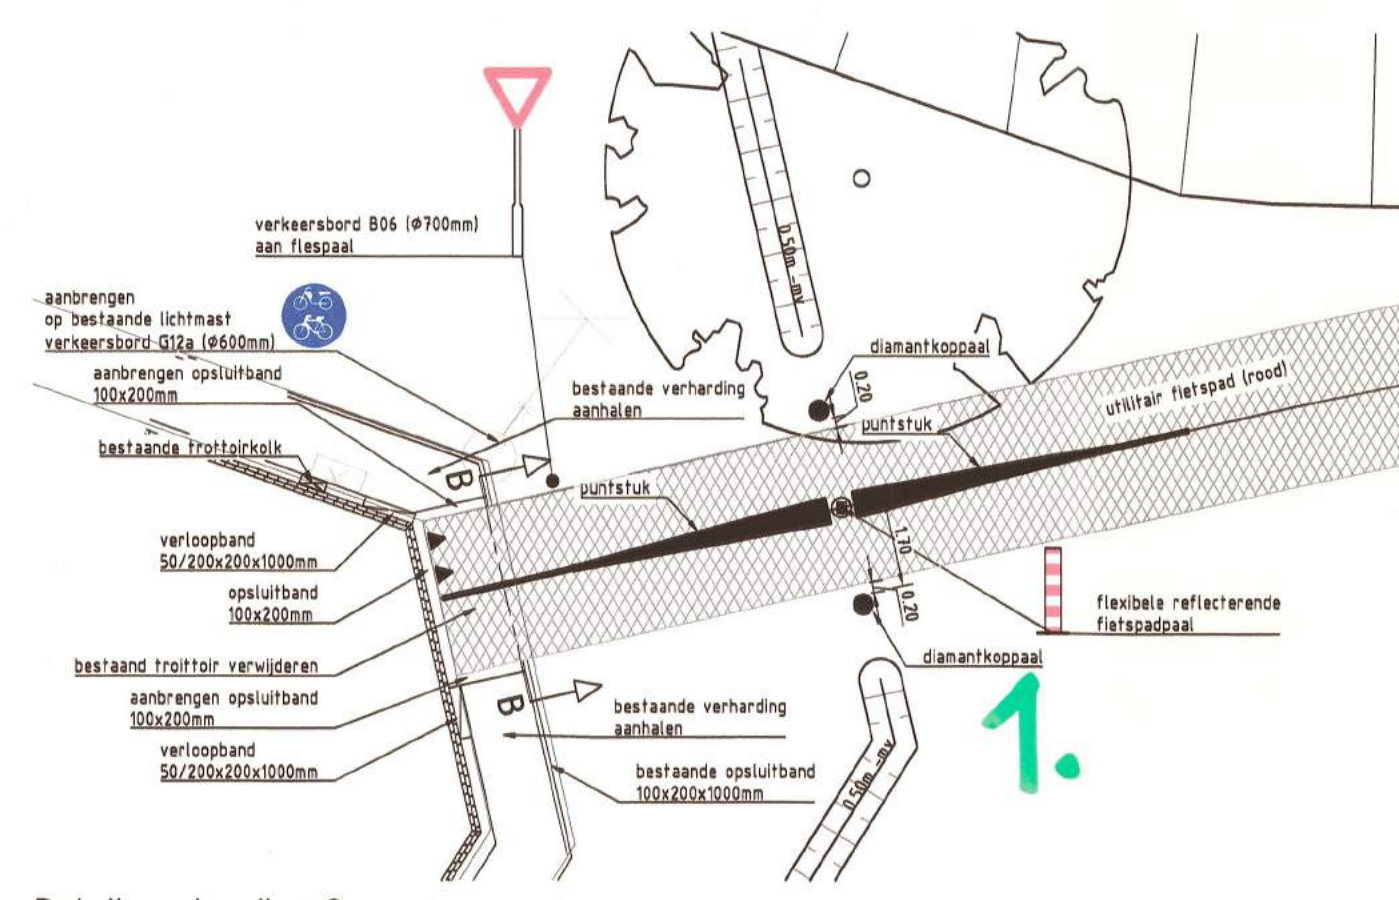 verkeersbord B06 (Φ700mm)
aan flespaal
aanbrengen
op bestaande lichtmast
verkeersbord G12a (Φ600mm)
aanbrengen opsluitband
100x200mm
bestaande trottoirkolk
verloopband
50/200x200x1000mm
opsluitband
100x200mm
bestaand troittoir verwijderen
aanbrengen opsluitband
100x200mm
verloopband
50/200x200x1000mm
bestaande verharding
aanhalen
B
puntstuk
B
bestaande verharding
aanhalen
bestaande opsluitband
100x200x1000mm
0.50m -mv
diamantkoppaal
0.20
puntstuk
utilitair fietspad (rood)
1.70
0.20
flexibele reflecterende
fietspadpaal
diamantkoppaal
0.50m -mv
1.